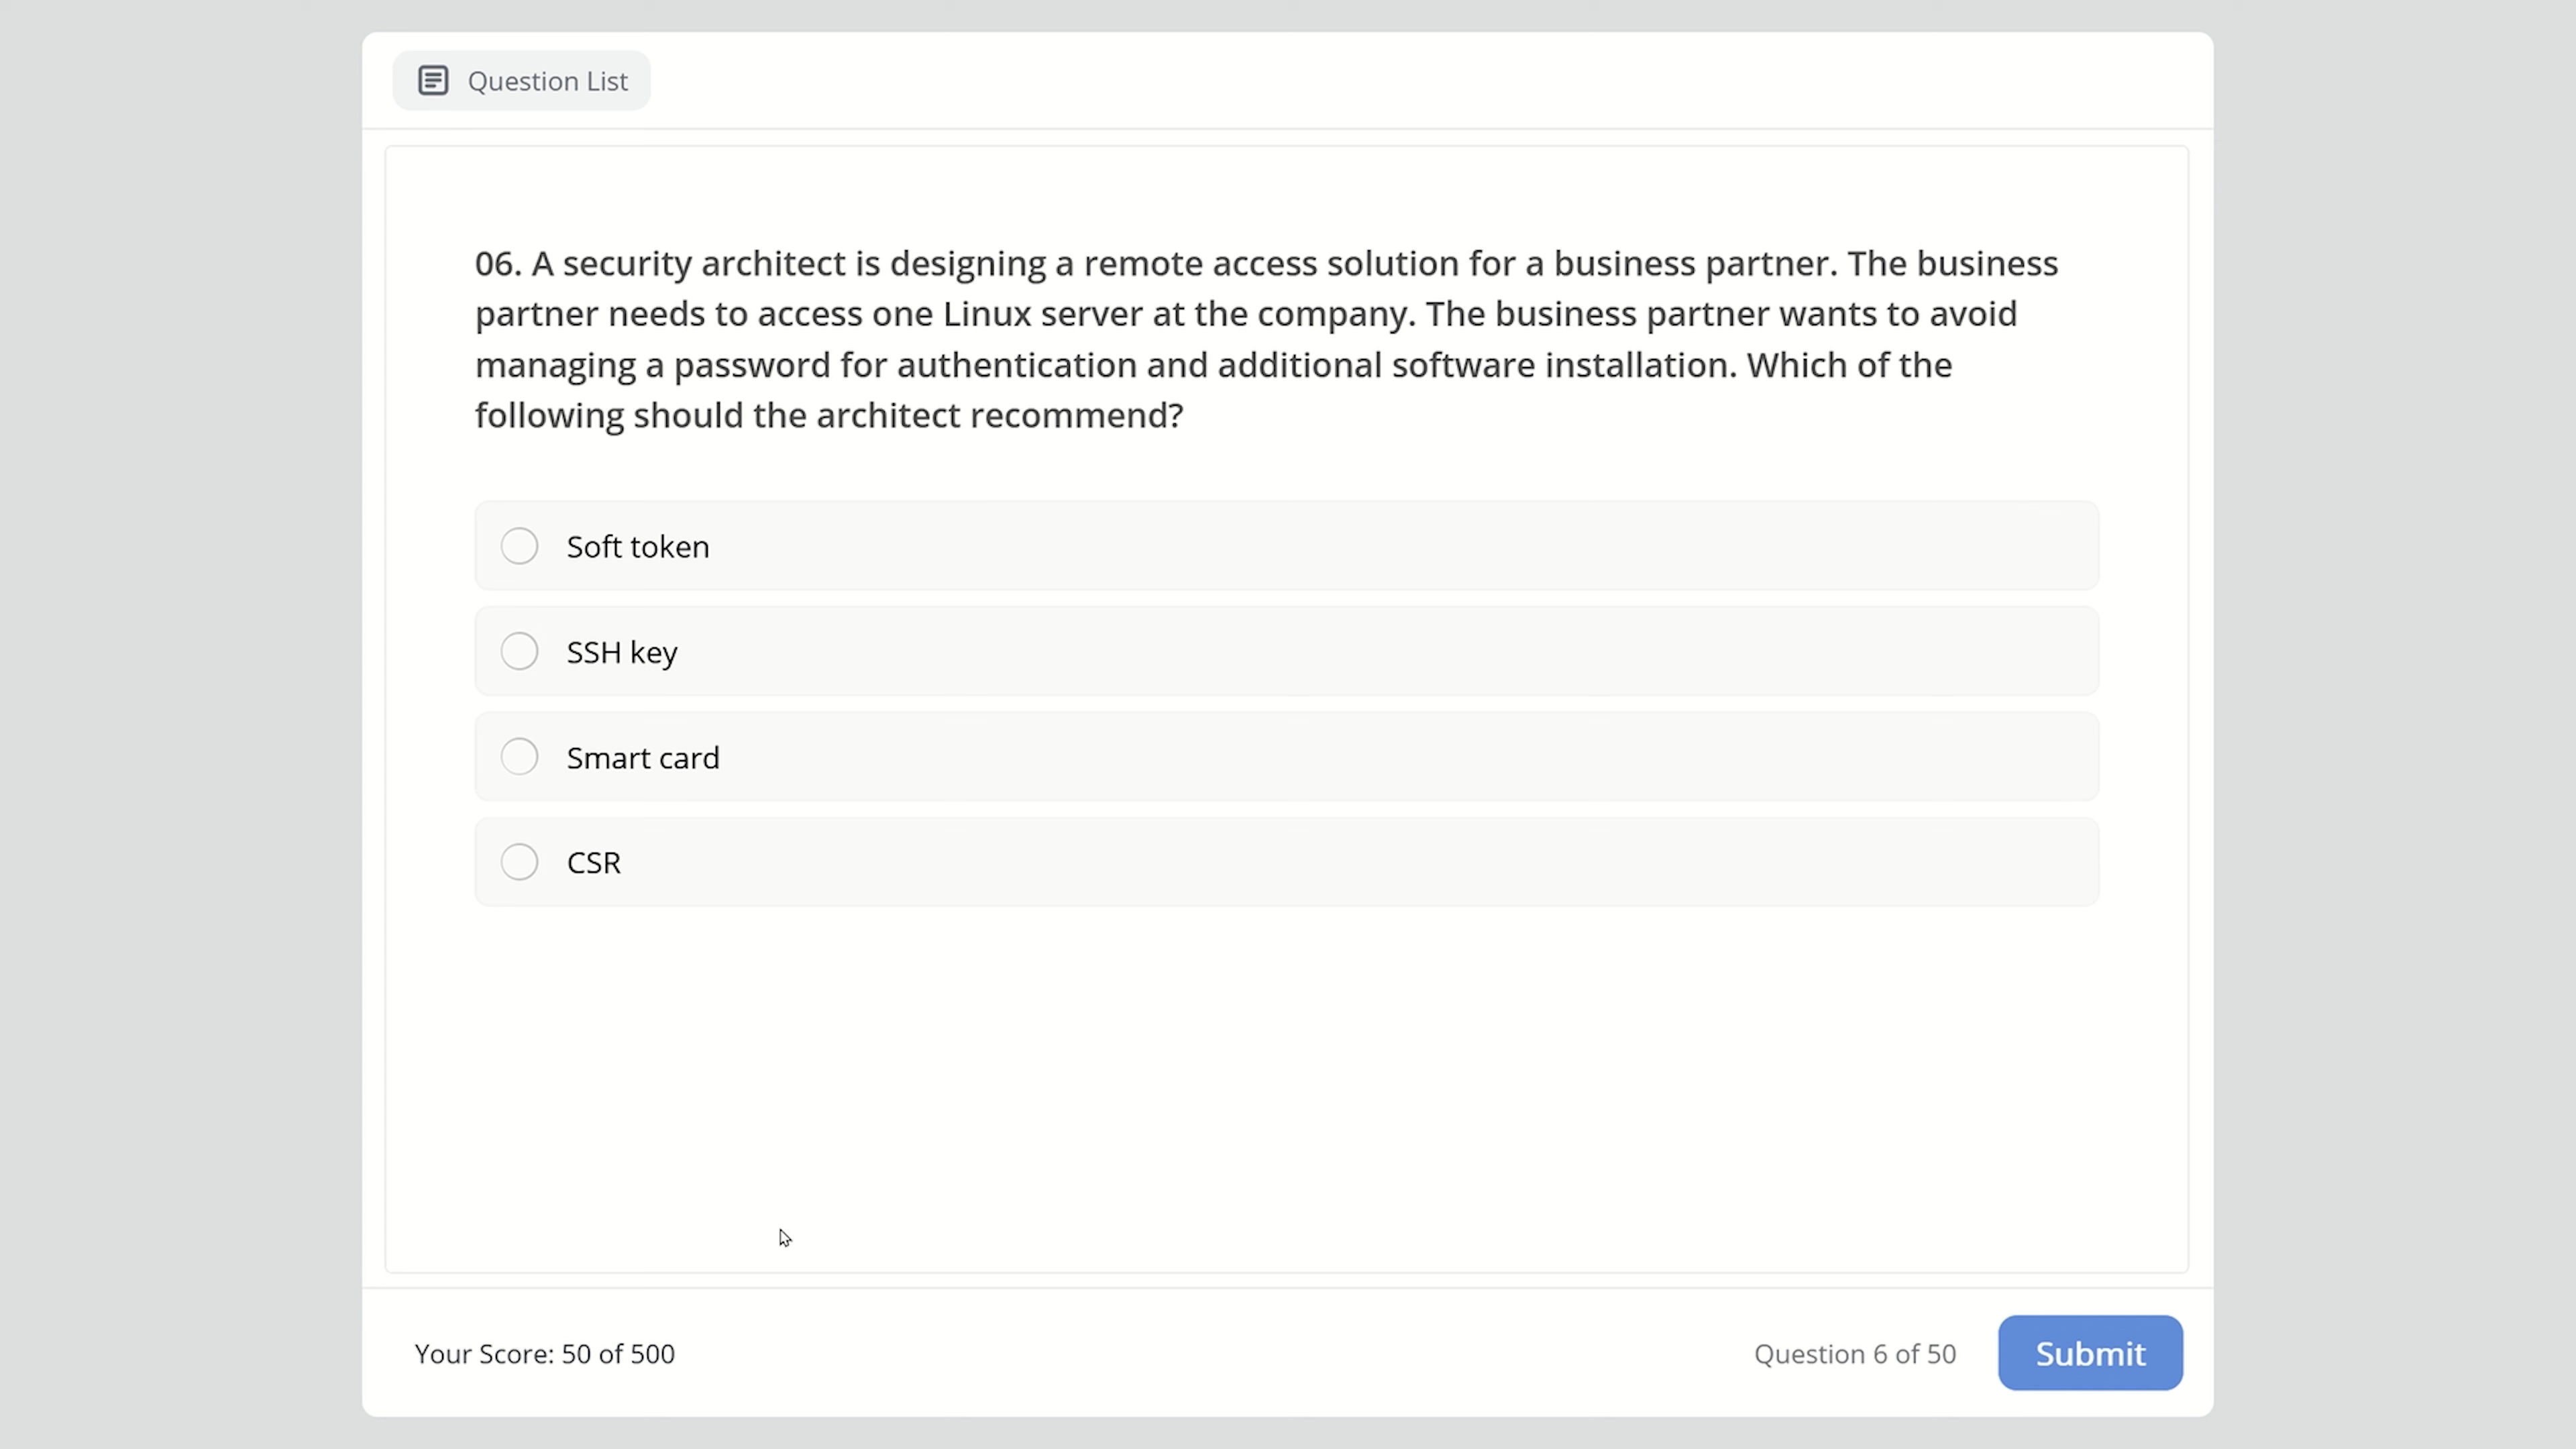 Question List
06. A security architect is designing a remote access solution for a business partner. The business
partner needs to access one Linux server at the company. The business partner wants to avoid
managing a password for authentication and additional software installation. Which of the
following should the architect recommend?
Soft token
SSH key
Smart card
CSR
Your Score: 50 of 500
Question 6 of 50
Submit